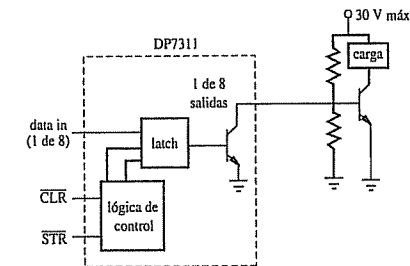 30 V máx
DP7311
carga
1 de 8
salidas
data in
(1 de 8)
latch
CLR
lógica de
control
STR